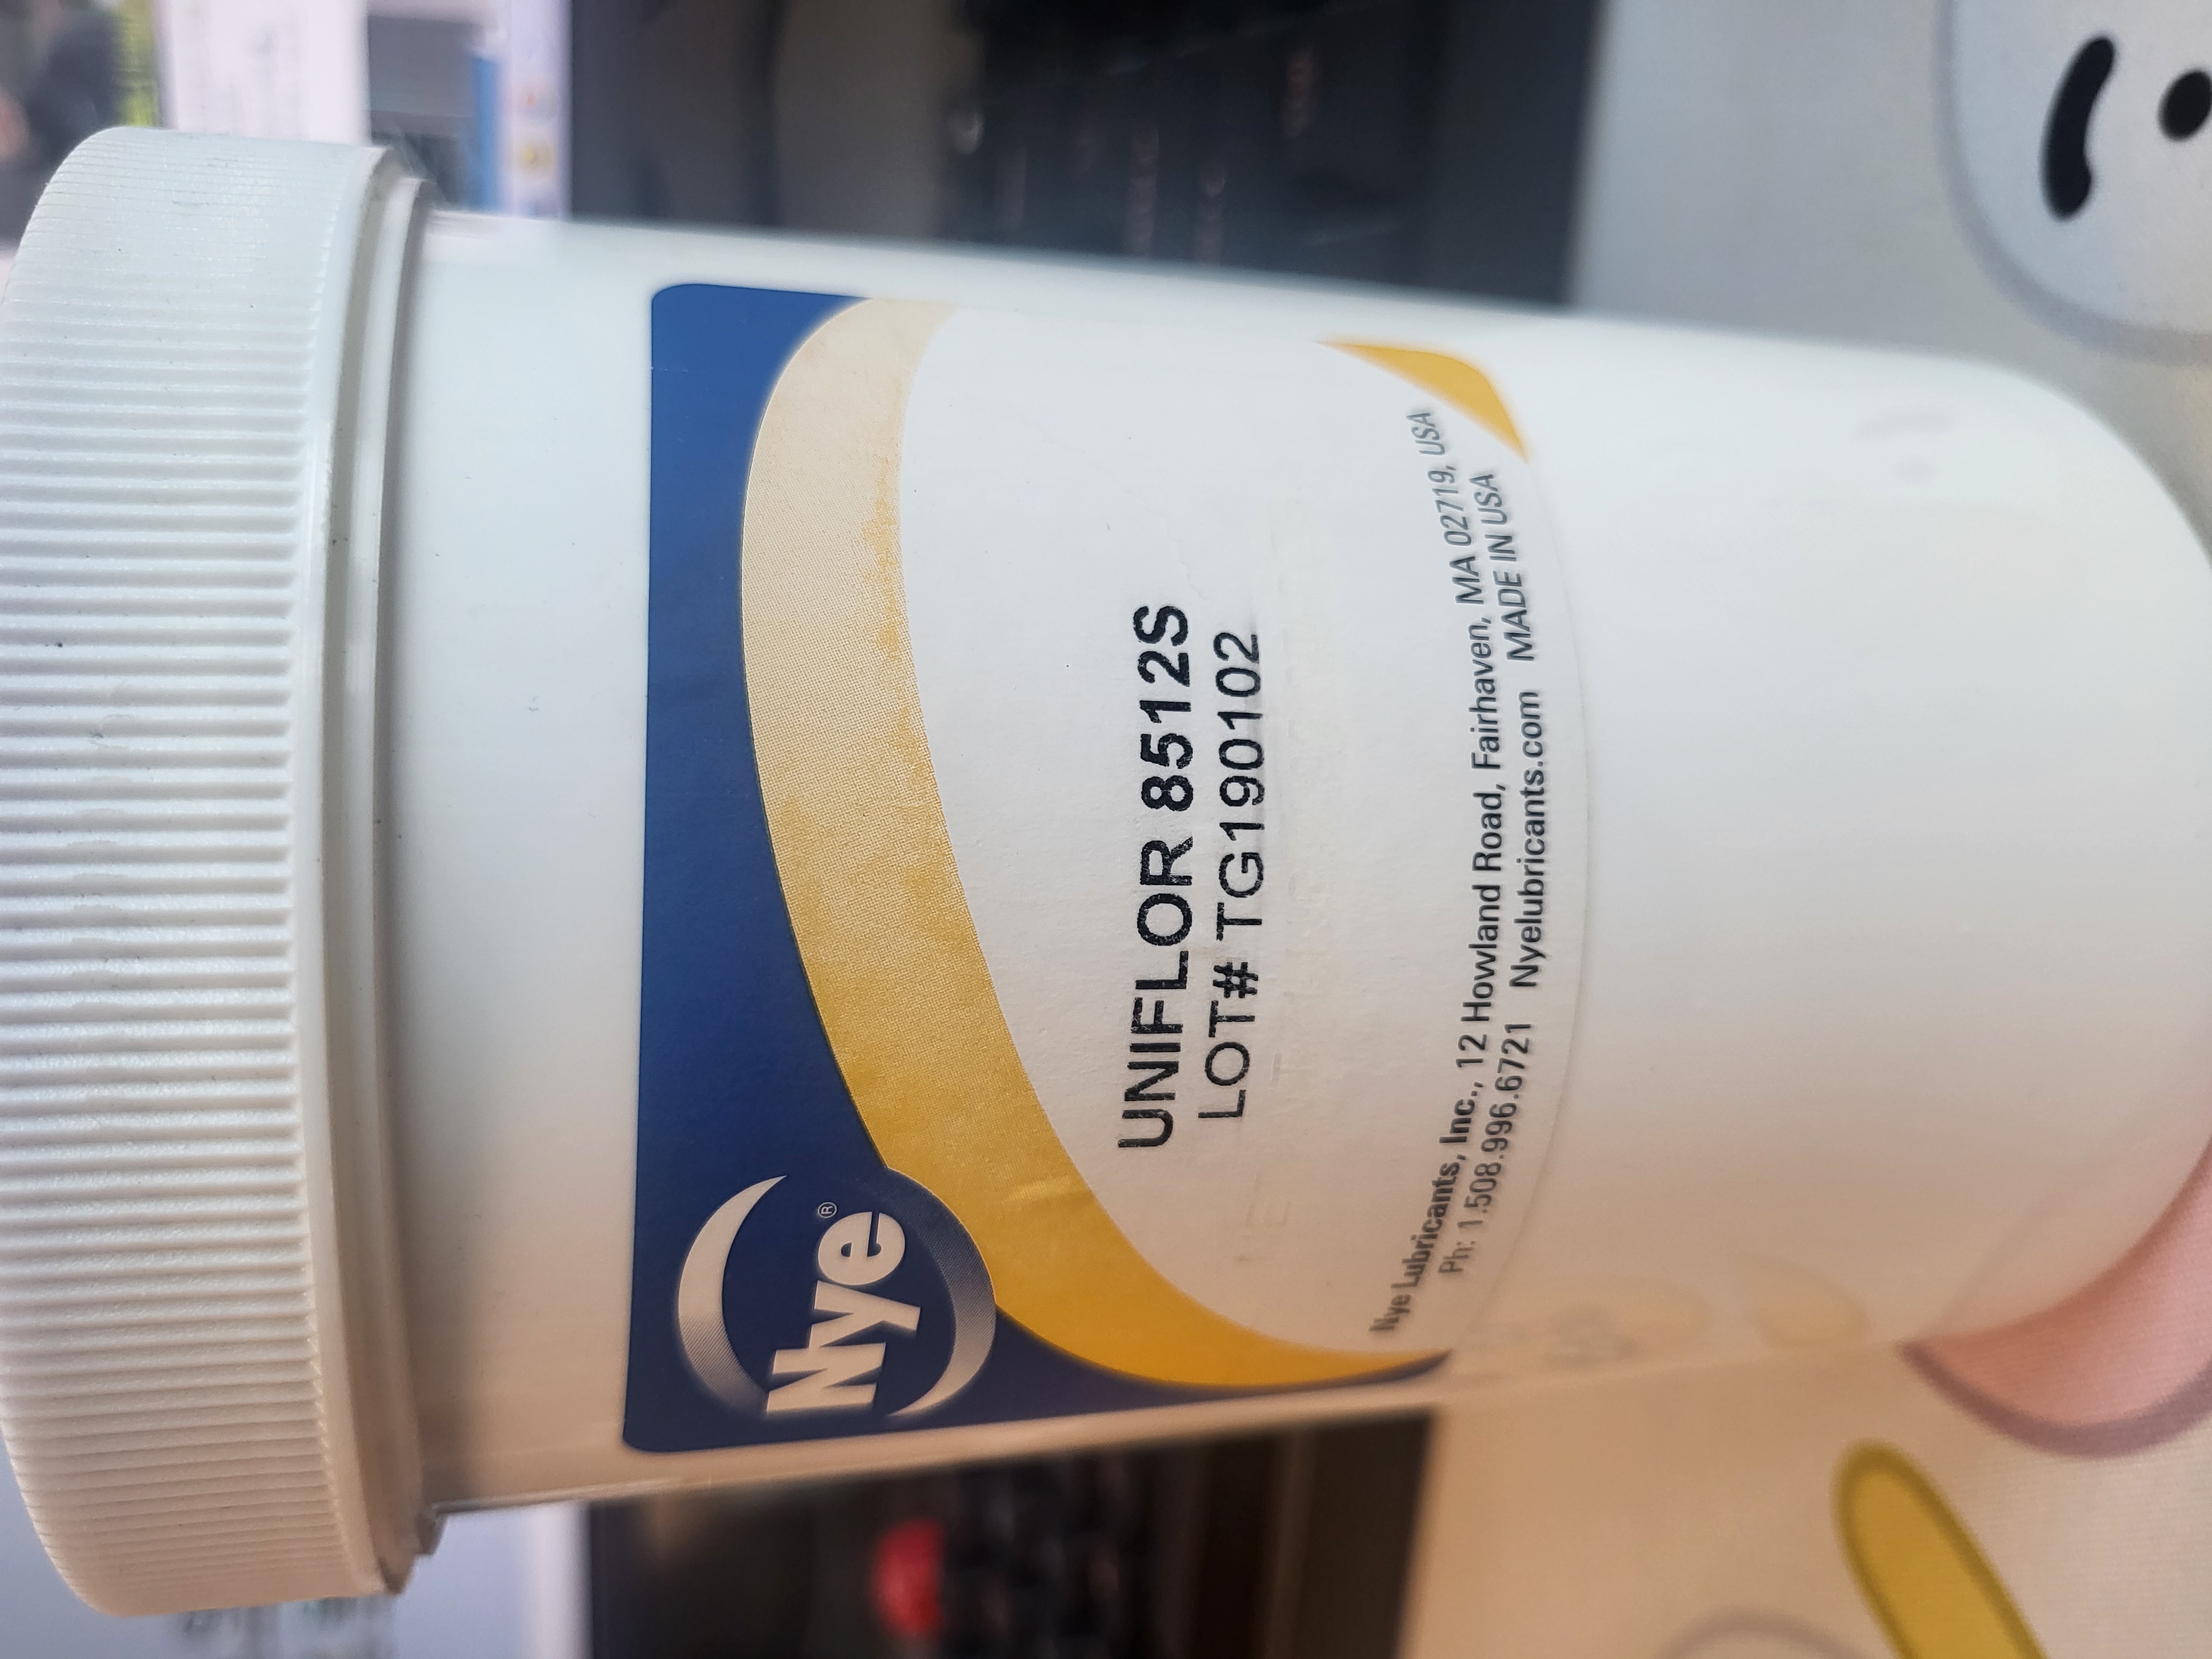 Nye®
UNIFLOR 8512S
LOT# TG190102
Nye Lubricants, Inc., 12 Howland Road, Fairhaven, MA 02719, USA
Ph: 1.508.996.6721 Nyelubricants.com MADE IN USA